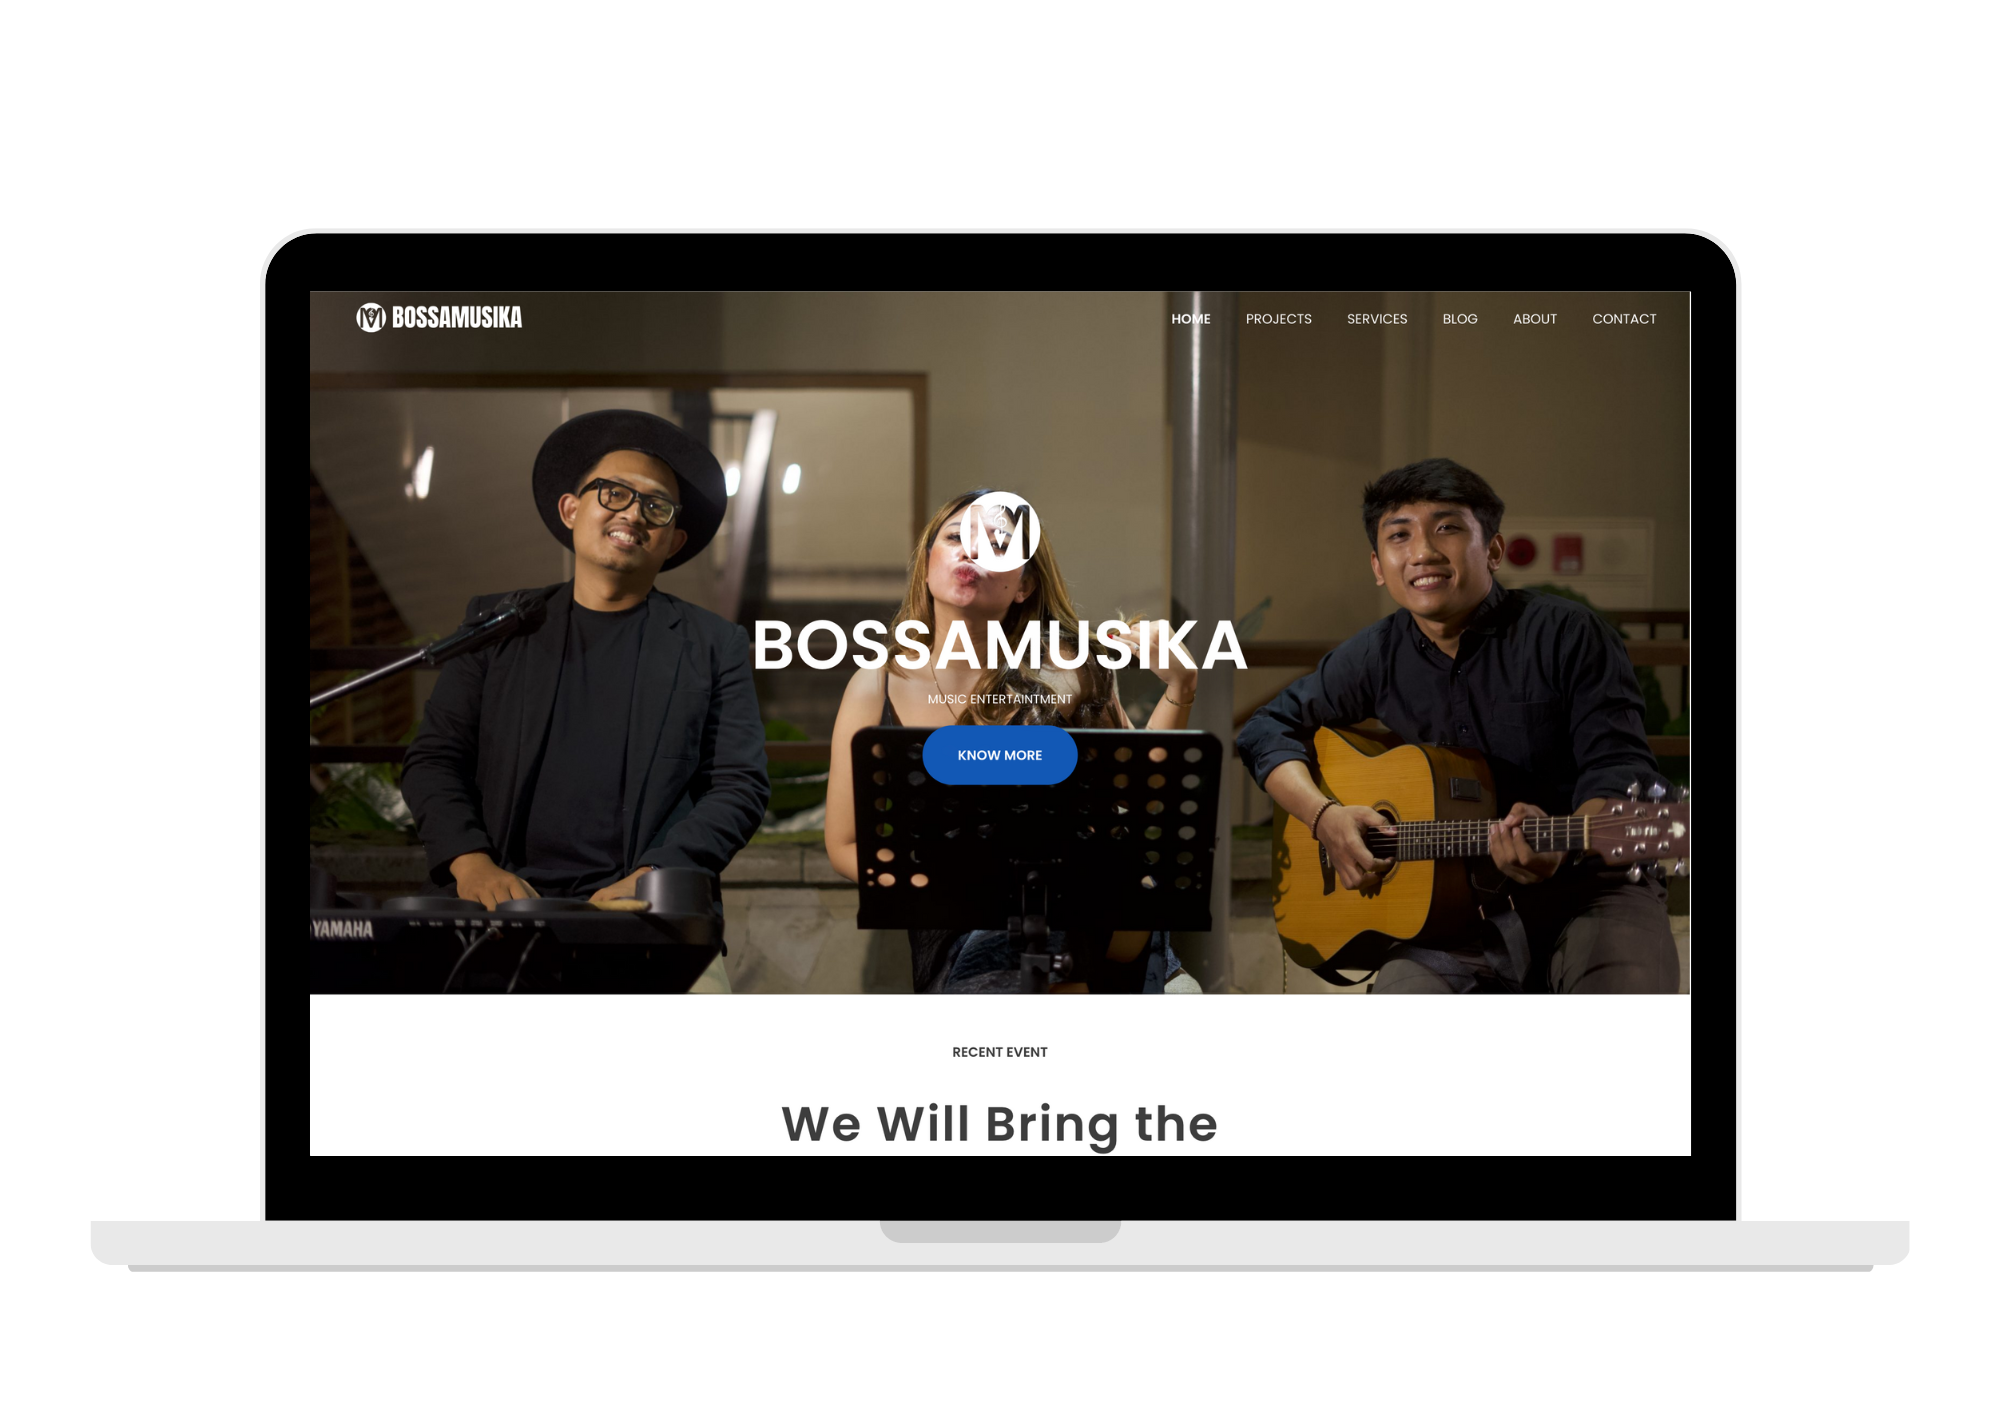 BOSSAMUSIKA
HOME PROJECTS SERVICES BLOG ABOUT CONTACT
BOSSAMUSIKA
MUSIC ENTERTAINTMENT
KNOW MORE
YAMAHA
RECENT EVENT
We Will Bring the